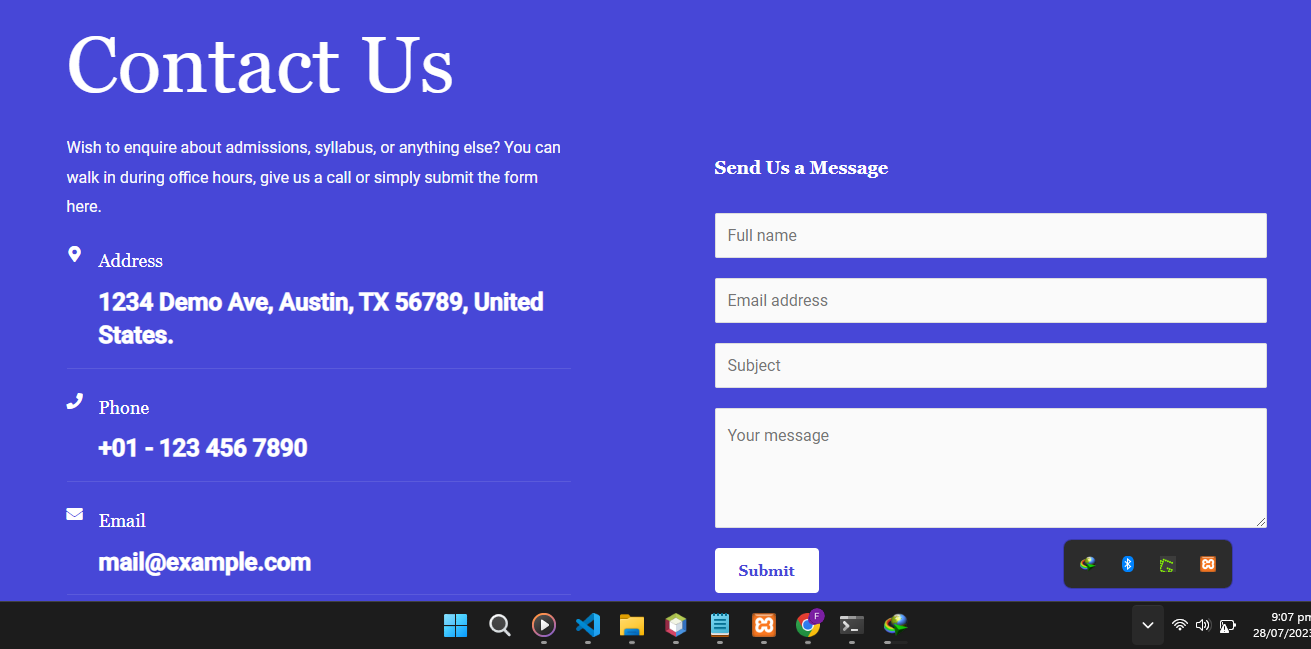 Contact Us
Wish to enquire about admissions, syllabus, or anything else? You can
walk in during office hours, give us a call or simply submit the form
here.
Address
1234 Demo Ave, Austin, TX 56789, United
States.
Phone
+01 - 123 456 7890
Email
mail@example.com
Send Us a Message
Full name
Email address
Subject
Your message
Submit
F
9:07 pm
28/07/202